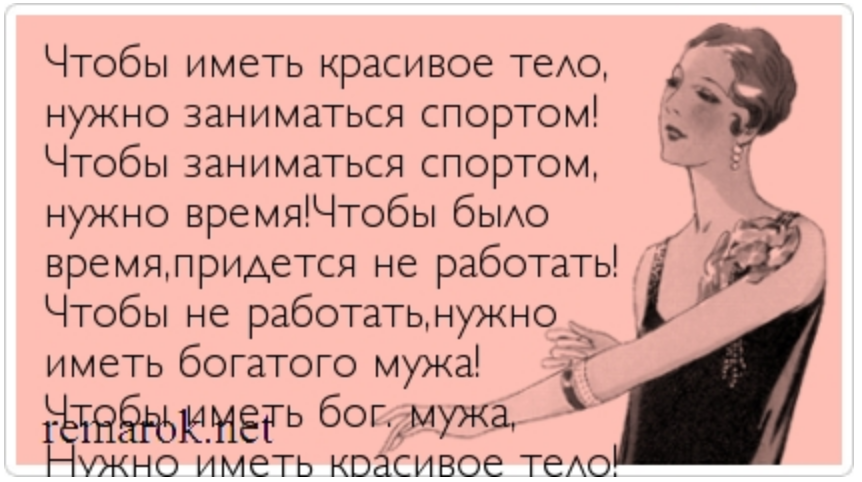 Чтобы иметь красивое тело,
нужно заниматься спортом!
Чтобы заниматься спортом,
нужно время!Чтобы было
время,придется не работать!
Чтобы не работать,нужно
иметь богатого мужа!
Чтобы иметь бог. мужа,
remarok.net
Нужно иметь красивое тело!